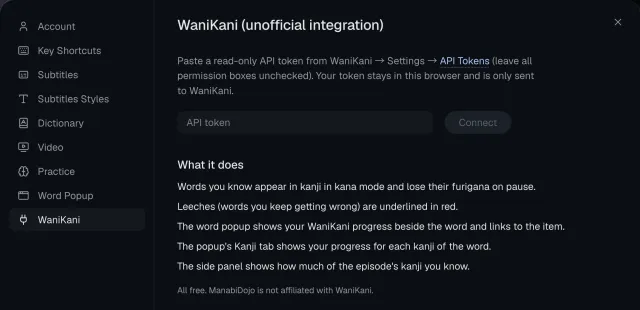 Account
Key Shortcuts
Subtitles
Subtitles Styles
Dictionary
Video
Practice
Word Popup
WaniKani
WaniKani (unofficial integration)
Paste a read-only API token from WaniKani → Settings → API Tokens (leave all
permission boxes unchecked). Your token stays in this browser and is only sent
to WaniKani.
API token
Connect
What it does
Words you know appear in kanji in kana mode and lose their furigana on pause.
Leeches (words you keep getting wrong) are underlined in red.
The word popup shows your WaniKani progress beside the word and links to the item.
The popup's Kanji tab shows your progress for each kanji of the word.
The side panel shows how much of the episode's kanji you know.
All free. ManabiDojo is not affiliated with WaniKani.